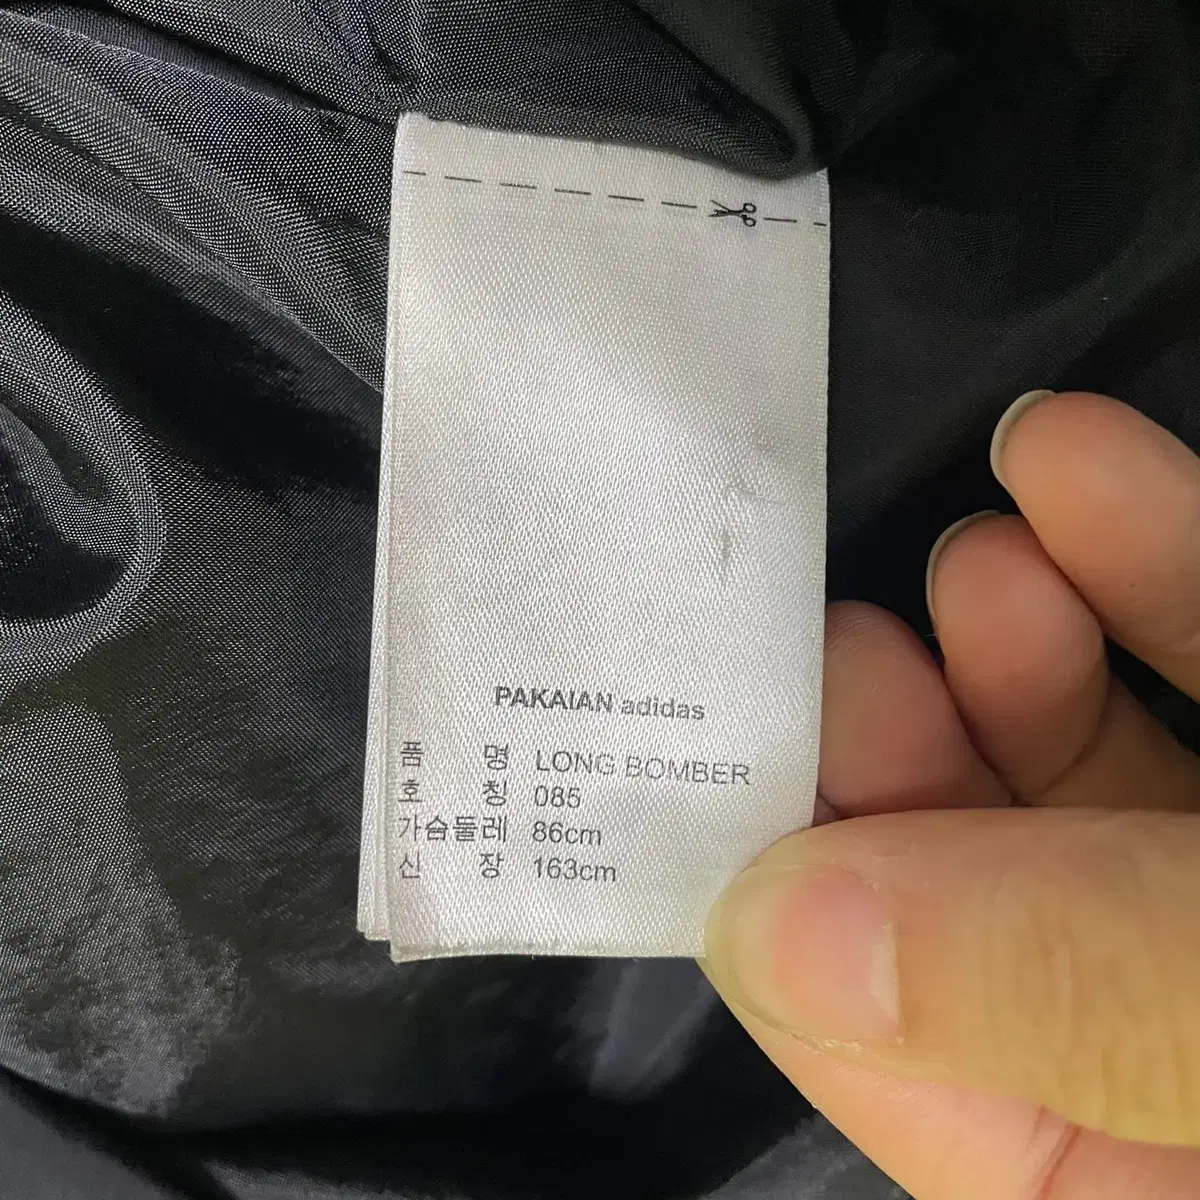 PAKAIAN adidas
품 명 LONG BOMBER
호 칭 085
가슴둘레 86cm
신 장 163cm